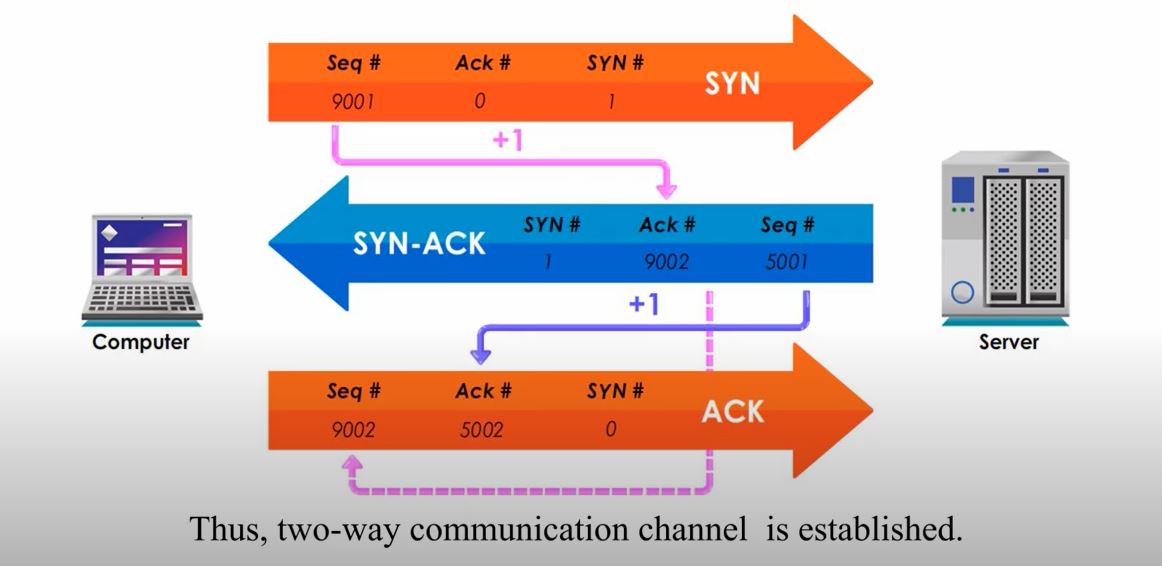 Seq # Ack # SYN #
SYN
9001 0 1
+1
SYN # Ack # Seq #
SYN-ACK
1 9002 5001
+1
Computer
Server
Seq # Ack # SYN #
ACK
9002 5002 0
Thus, two-way communication channel is established.